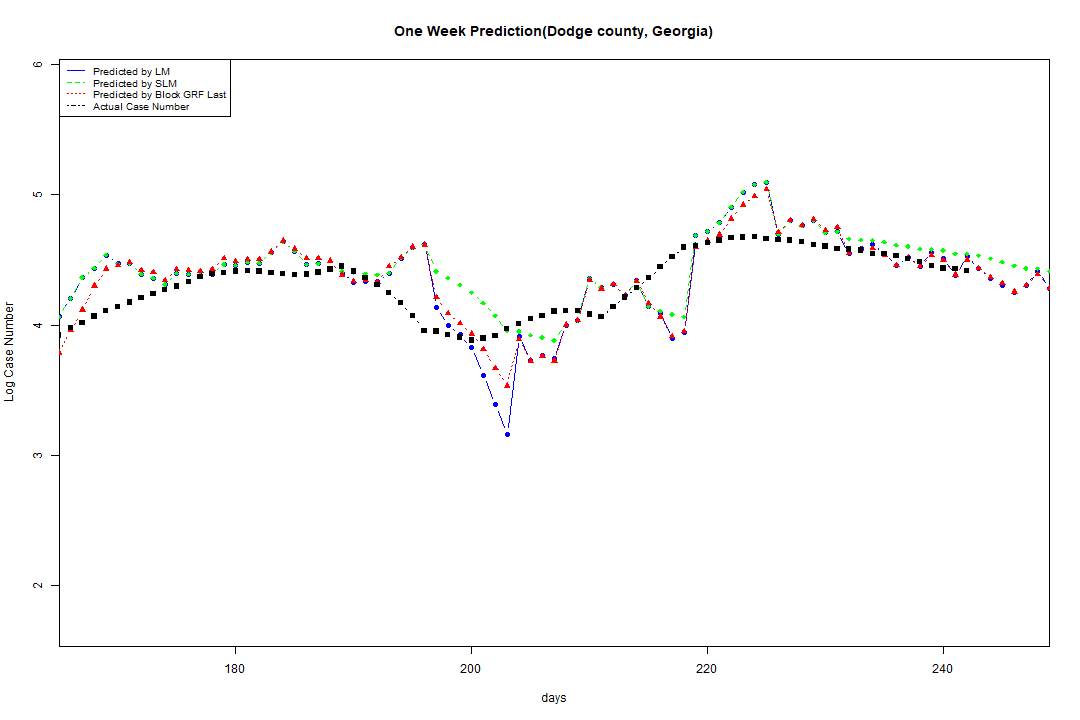 One Week Prediction(Dodge county, Georgia)
Predicted by LM
Predicted by SLM
Predicted by Block GRF Last
Actual Case Number
6
5
4
3
2
Log Case Number
180
200
220
240
days